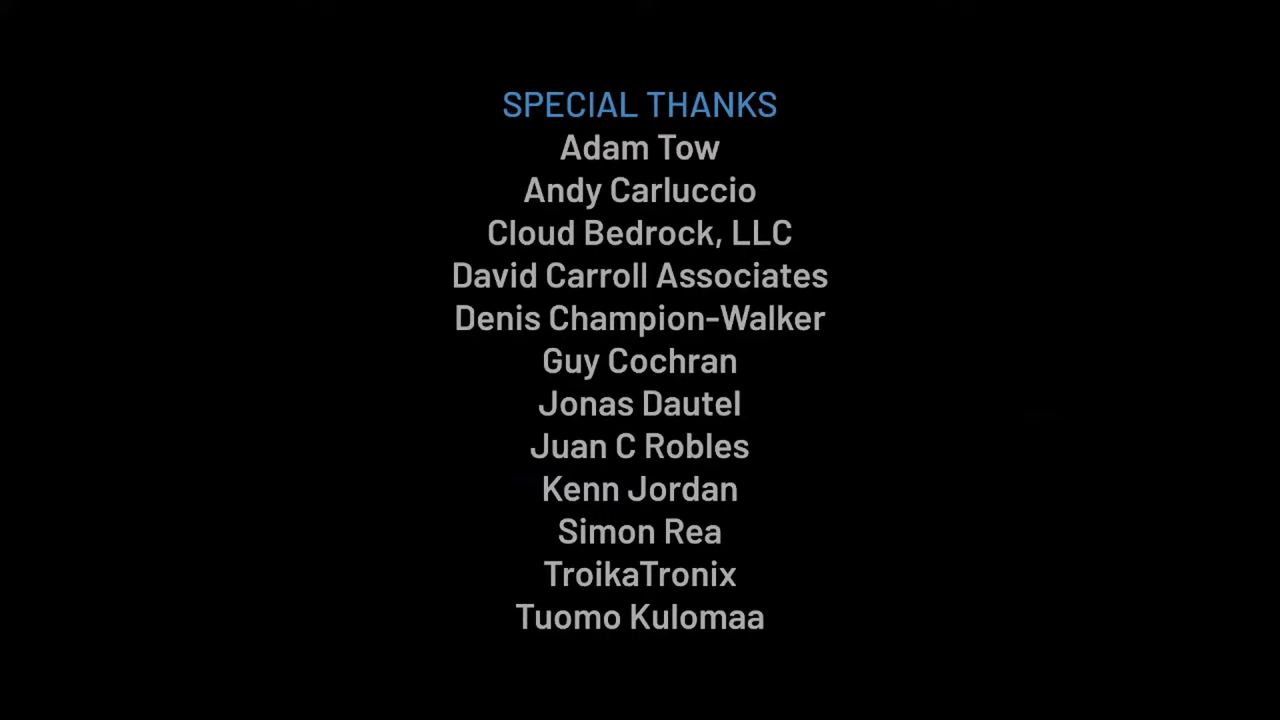 SPECIAL THANKS
Adam Tow
Andy Carluccio
Cloud Bedrock, LLC
David Carroll Associates
Denis Champion-Walker
Guy Cochran
Jonas Dautel
Juan C Robles
Kenn Jordan
Simon Rea
TroikaTronix
Tuomo Kulomaa